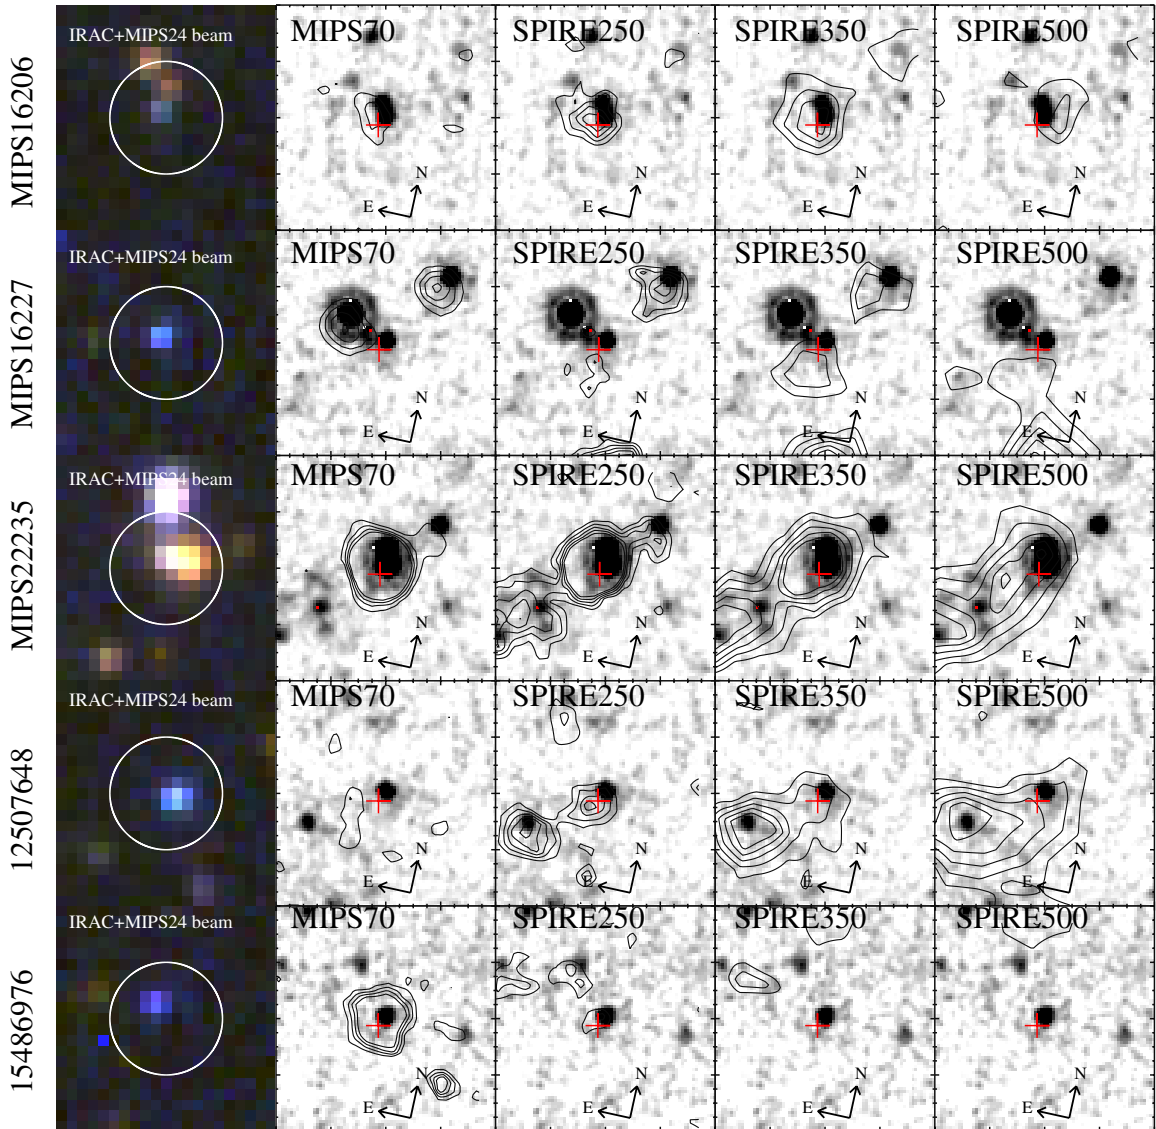 MIPS16206
IRAC+MIPS24 beam
MIPS70
SPIRE250
SPIRE350
SPIRE500
N
E
N
E
N
E
N
E
MIPS16227
IRAC+MIPS24 beam
MIPS70
SPIRE250
SPIRE350
SPIRE500
N
E
N
E
N
E
N
E
MIPS22235
IRAC+MIPS24 beam
MIPS70
SPIRE250
SPIRE350
SPIRE500
N
E
N
E
N
E
N
E
12507648
IRAC+MIPS24 beam
MIPS70
SPIRE250
SPIRE350
SPIRE500
N
E
N
E
N
E
N
E
15486976
IRAC+MIPS24 beam
MIPS70
SPIRE250
SPIRE350
SPIRE500
N
E
N
E
N
E
N
E